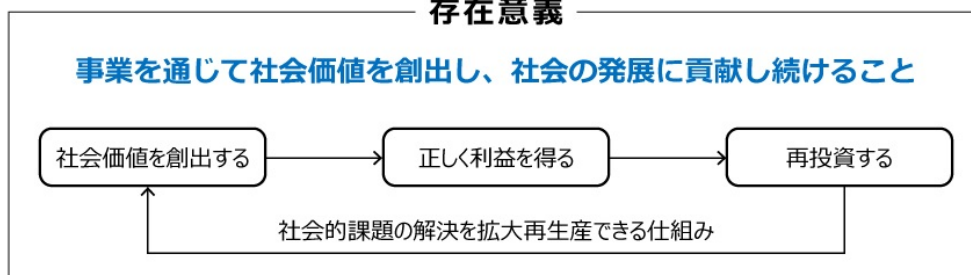 存在意義
事業を通じて社会価値を創出し、社会の発展に貢献し続けること
社会価値を創出する
正しく利益を得る
再投資する
社会的課題の解決を拡大再生産できる仕組み